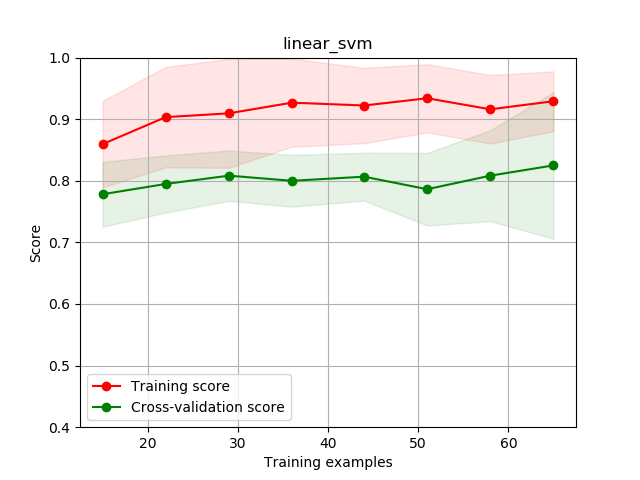 linear_svm
1.0
0.9
0.8
0.7
0.6
0.5
0.4
Score
Training score
Cross-validation score
20 30 40 50 60
Training examples